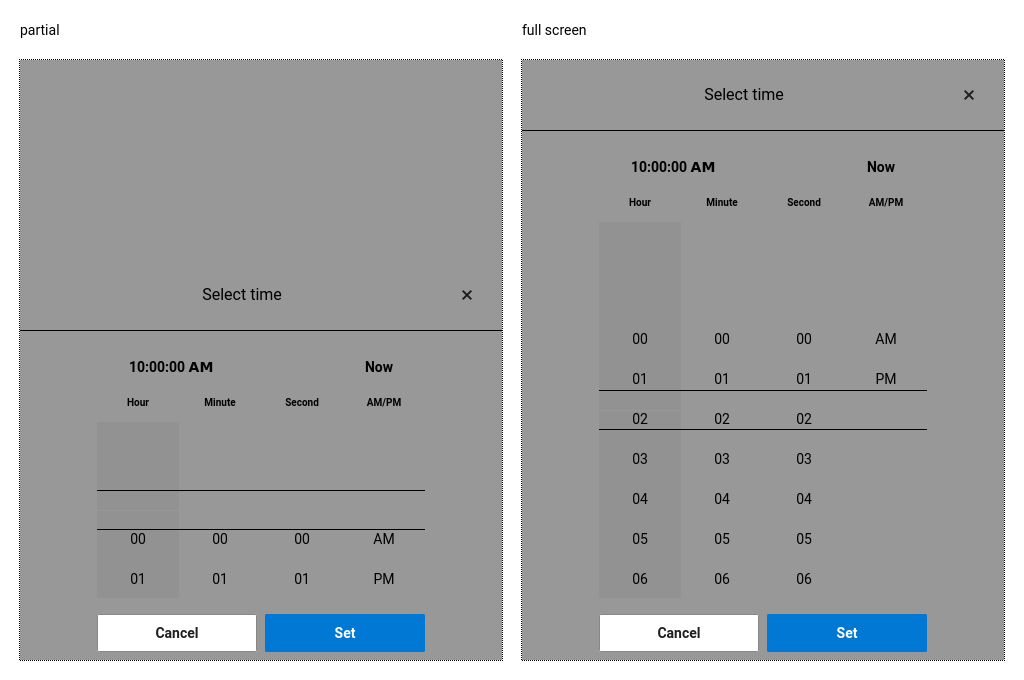 partial
Select time ×
10:00:00 AM Now
Hour Minute Second AM/PM
00 00 00 AM
01 01 01 PM
Cancel Set
full screen
Select time ×
10:00:00 AM Now
Hour Minute Second AM/PM
00 00 00 AM
01 01 01 PM
02 02 02
03 03 03
04 04 04
05 05 05
06 06 06
Cancel Set